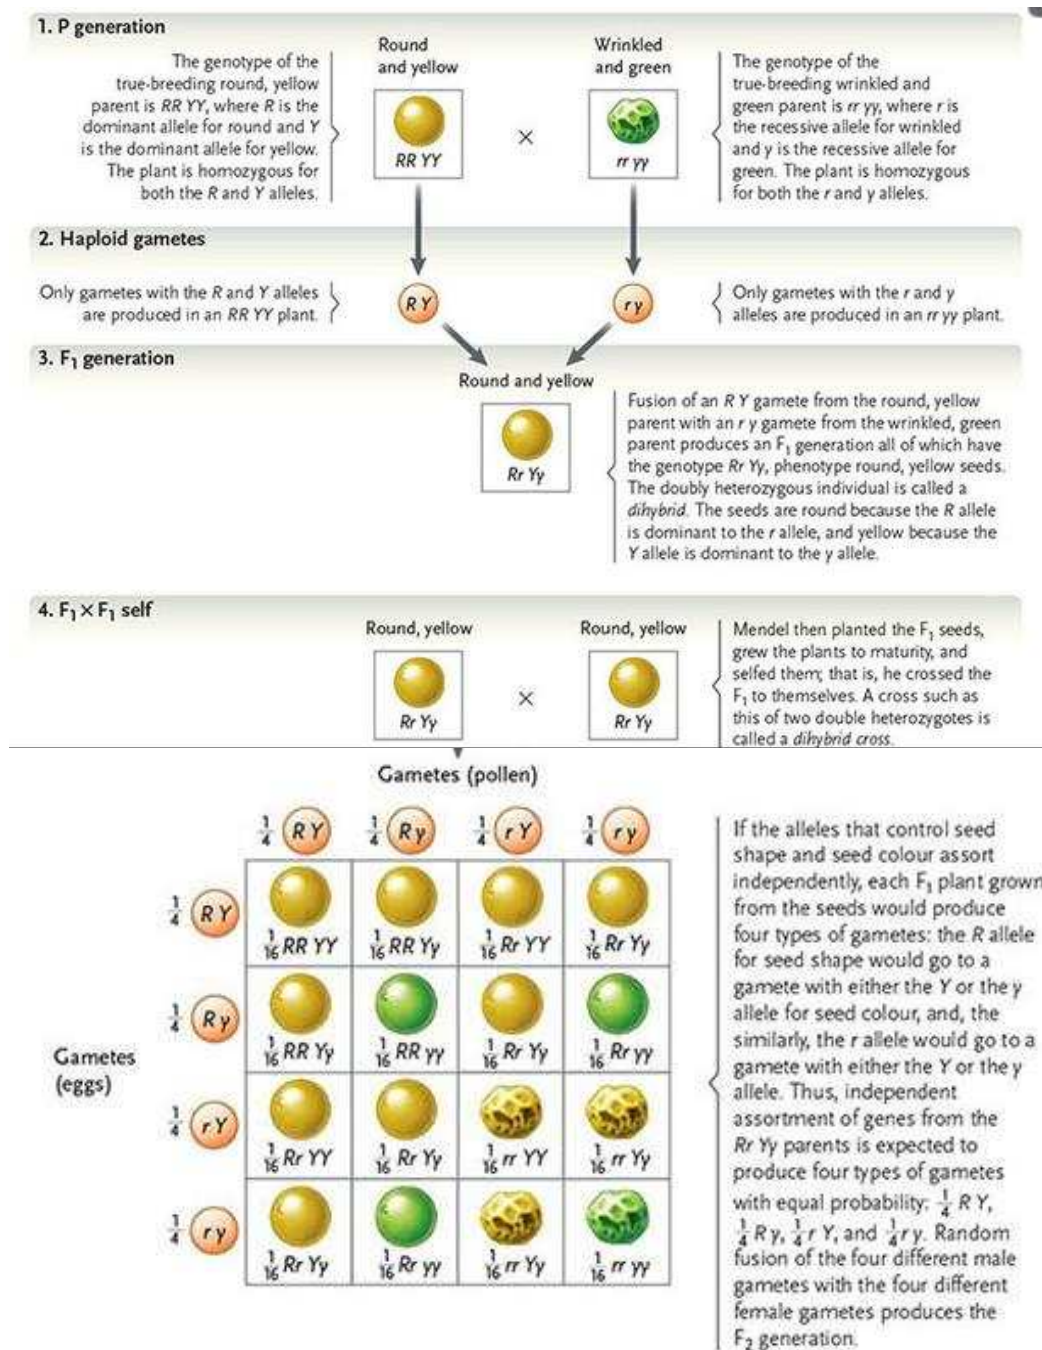 1. P generation
The genotype of the
true-breeding round, yellow
parent is RR YY, where R is the
dominant allele for round and Y
is the dominant allele for yellow.
The plant is homozygous for
both the R and Y alleles.
Round
and yellow
RR YY
×
Wrinkled
and green
rr yy
The genotype of the
true-breeding wrinkled and
green parent is rr yy, where r is
the recessive allele for wrinkled
and y is the recessive allele for
green. The plant is homozygous
for both the r and y alleles.
2. Haploid gametes
Only gametes with the R and Y alleles
are produced in an RR YY plant.
R Y
r y
Only gametes with the r and y
alleles are produced in an rr yy plant.
3. F₁ generation
Round and yellow
Rr Yy
Fusion of an R Y gamete from the round, yellow
parent with an r y gamete from the wrinkled, green
parent produces an F₁ generation all of which have
the genotype Rr Yy, phenotype round, yellow seeds.
The doubly heterozygous individual is called a
dihybrid. The seeds are round because the R allele
is dominant to the r allele, and yellow because the
Y allele is dominant to the y allele.
4. F₁ × F₁ self
Round, yellow
Rr Yy
×
Round, yellow
Rr Yy
Mendel then planted the F₁ seeds,
grew the plants to maturity, and
selfed them; that is, he crossed the
F₁ to themselves. A cross such as
this of two double heterozygotes is
called a dihybrid cross.
Gametes (pollen)
1/4 R Y 1/4 R y 1/4 r Y 1/4 r y
1/4 R Y
1/16 RR YY 1/16 RR Yy 1/16 Rr YY 1/16 Rr Yy
1/4 R y
1/16 RR Yy 1/16 RR yy 1/16 Rr Yy 1/16 Rr yy
Gametes
(eggs)
1/4 r Y
1/16 Rr YY 1/16 Rr Yy 1/16 rr YY 1/16 rr Yy
1/4 r y
1/16 Rr Yy 1/16 Rr yy 1/16 rr Yy 1/16 rr yy
If the alleles that control seed
shape and seed colour assort
independently, each F₁ plant grown
from the seeds would produce
four types of gametes: the R allele
for seed shape would go to a
gamete with either the Y or the y
allele for seed colour, and, the
similarly, the r allele would go to a
gamete with either the Y or the y
allele. Thus, independent
assortment of genes from the
Rr Yy parents is expected to
produce four types of gametes
with equal probability: 1/4 R Y,
1/4 R y, 1/4 r Y, and 1/4 r y. Random
fusion of the four different male
gametes with the four different
female gametes produces the
F₂ generation.